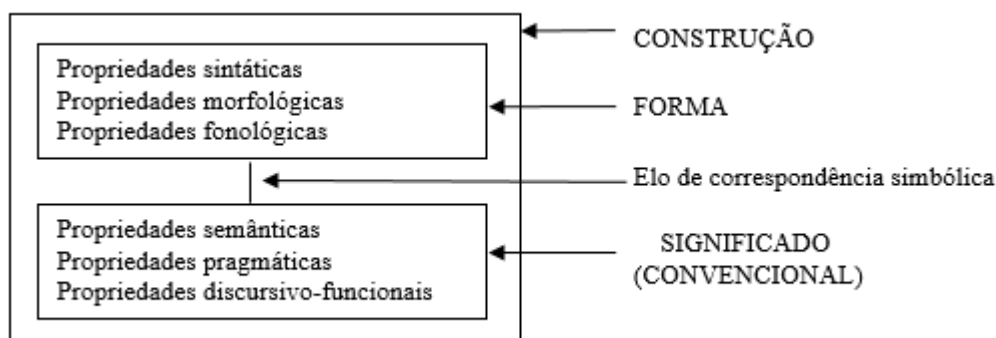 CONSTRUÇÃO
Propriedades sintáticas
Propriedades morfológicas
Propriedades fonológicas
FORMA
Elo de correspondência simbólica
Propriedades semânticas
Propriedades pragmáticas
Propriedades discursivo-funcionais
SIGNIFICADO
(CONVENCIONAL)